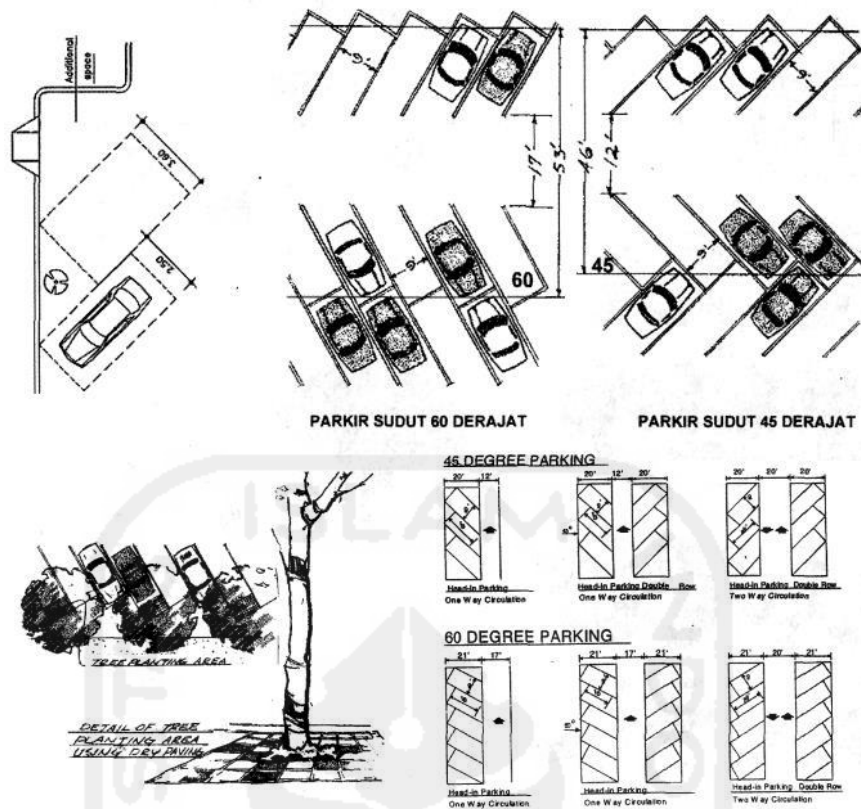 Additional
space
3.60
2.50
9'
17'
53'
9'
60
46'
12'
9'
9'
45
PARKIR SUDUT 60 DERAJAT
PARKIR SUDUT 45 DERAJAT
TREE PLANTING AREA
DETAIL OF TREE
PLANTING AREA
USING DRY PAVING
ISLAM
45 DEGREE PARKING
20' 12'
Head-in Parking
One Way Circulation
20' 12' 20'
Head-in Parking Double Row
One Way Circulation
20' 20' 20'
Head-in Parking Double Row
Two Way Circulation
60 DEGREE PARKING
21' 17'
Head-in Parking
One Way Circulation
21' 17' 21'
Head-in Parking
One Way Circulation
21' 20' 21'
Head-in Parking Double Row
Two Way Circulation